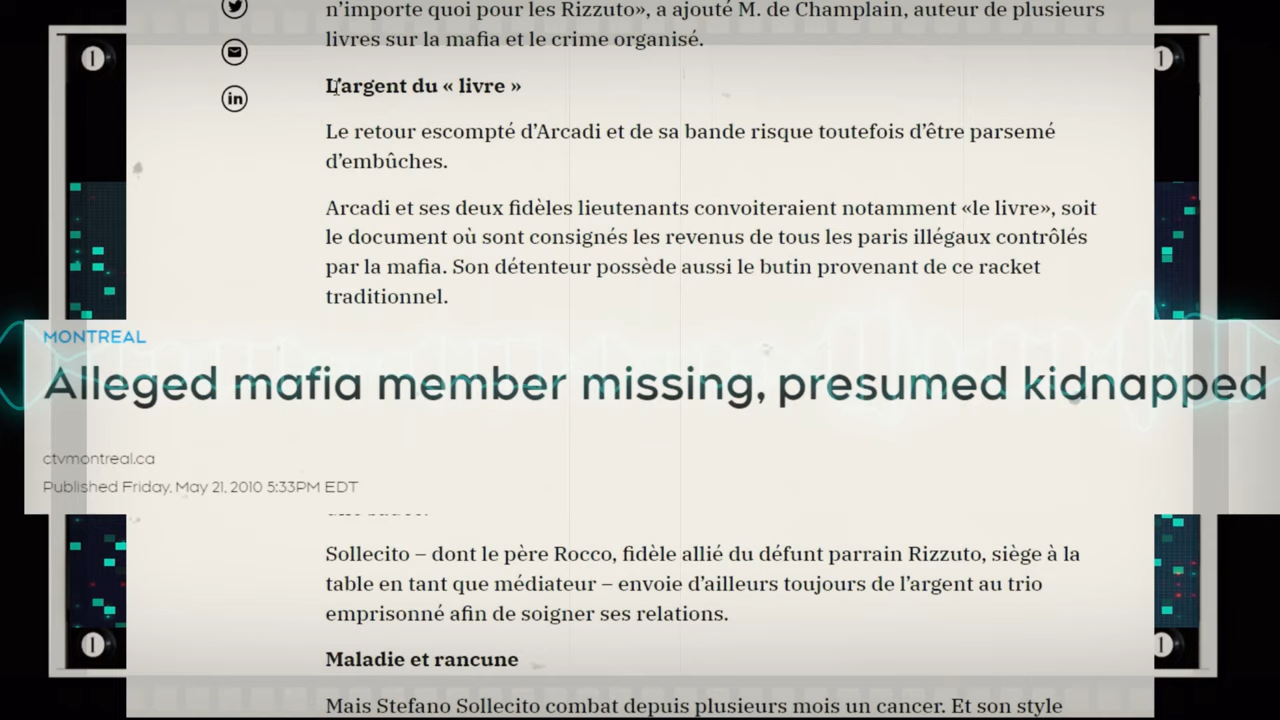 n’importe quoi pour les Rizzuto», a ajouté M. de Champlain, auteur de plusieurs
livres sur la mafia et le crime organisé.
L’argent du « livre »
Le retour escompté d’Arcadi et de sa bande risque toutefois d’être parsemé
d’embûches.
Arcadi et ses deux fidèles lieutenants convoiteraient notamment «le livre», soit
le document où sont consignés les revenus de tous les paris illégaux contrôlés
par la mafia. Son détenteur possède aussi le butin provenant de ce racket
traditionnel.
MONTREAL
Alleged mafia member missing, presumed kidnapped
ctvmontreal.ca
Published Friday, May 21, 2010 5:33PM EDT
Sollecito – dont le père Rocco, fidèle allié du défunt parrain Rizzuto, siège à la
table en tant que médiateur – envoie d’ailleurs toujours de l’argent au trio
emprisonné afin de soigner ses relations.
Maladie et rancune
Mais Stefano Sollecito combat depuis plusieurs mois un cancer. Et son style